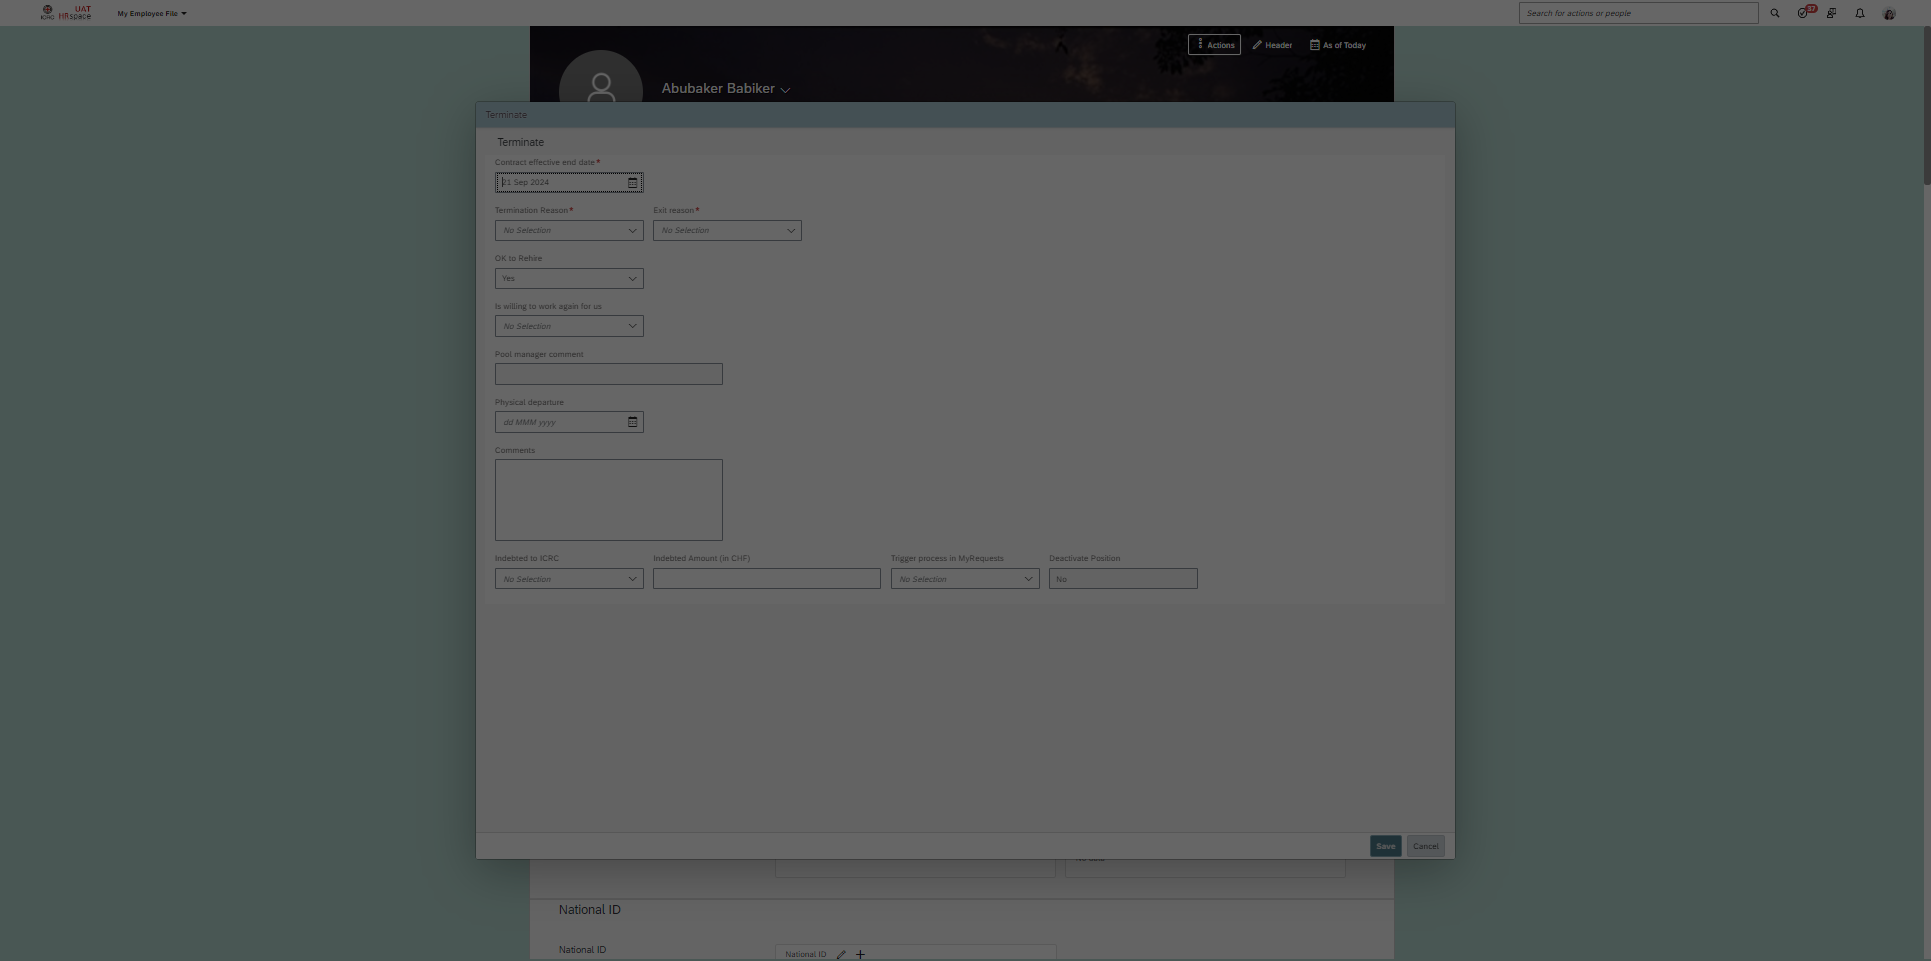 ICRC
UAT
HRspace
My Employee File
Search for actions or people
37
Actions
Header
As of Today
Abubaker Babiker
Terminate
Terminate
Contract effective end date*
21 Sep 2024
Termination Reason*
Exit reason*
No Selection
No Selection
OK to Rehire
Yes
Is willing to work again for us
No Selection
Pool manager comment
Physical departure
dd MMM yyyy
Comments
Indebted to ICRC
Indebted Amount (in CHF)
Trigger process in MyRequests
Deactivate Position
No Selection
No Selection
No
Save
Cancel
National ID
National ID
National ID